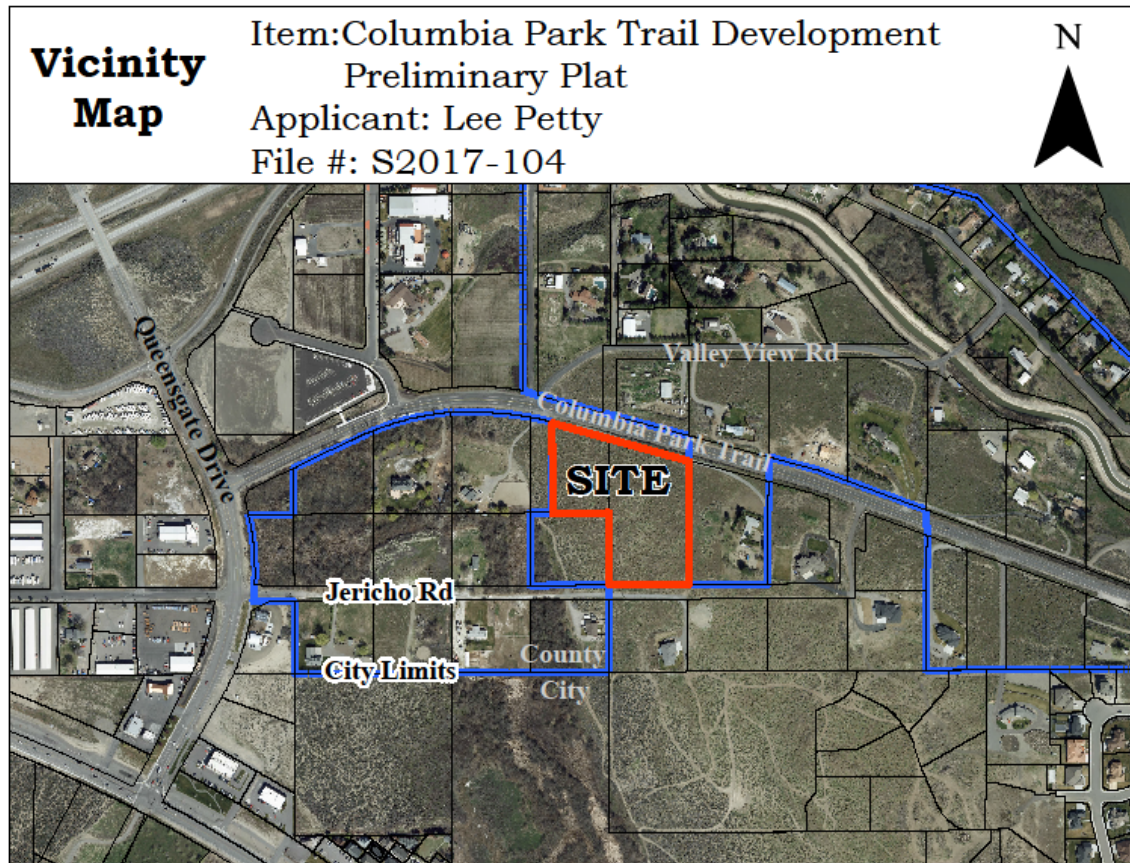 Vicinity
Map
Item:Columbia Park Trail Development
Preliminary Plat
Applicant: Lee Petty
File #: S2017-104
N
Queensgate Drive
Valley View Rd
Columbia Park Trail
SITE
Jericho Rd
City Limits
County
City